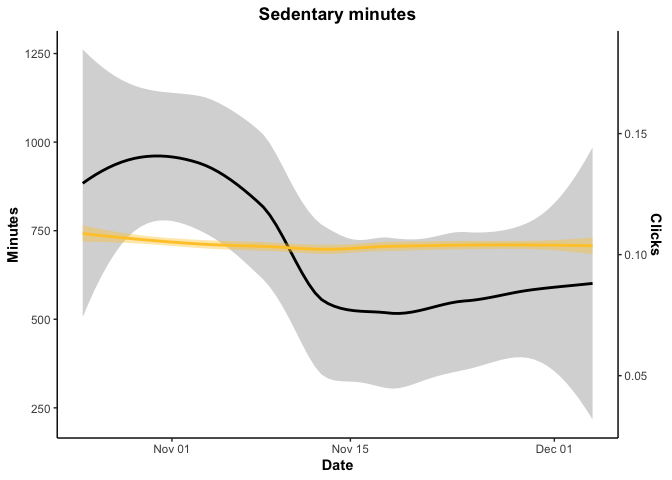 Sedentary minutes
1250
1000
750
500
250
Minutes
0.15
0.10
0.05
Clicks
Nov 01
Nov 15
Dec 01
Date